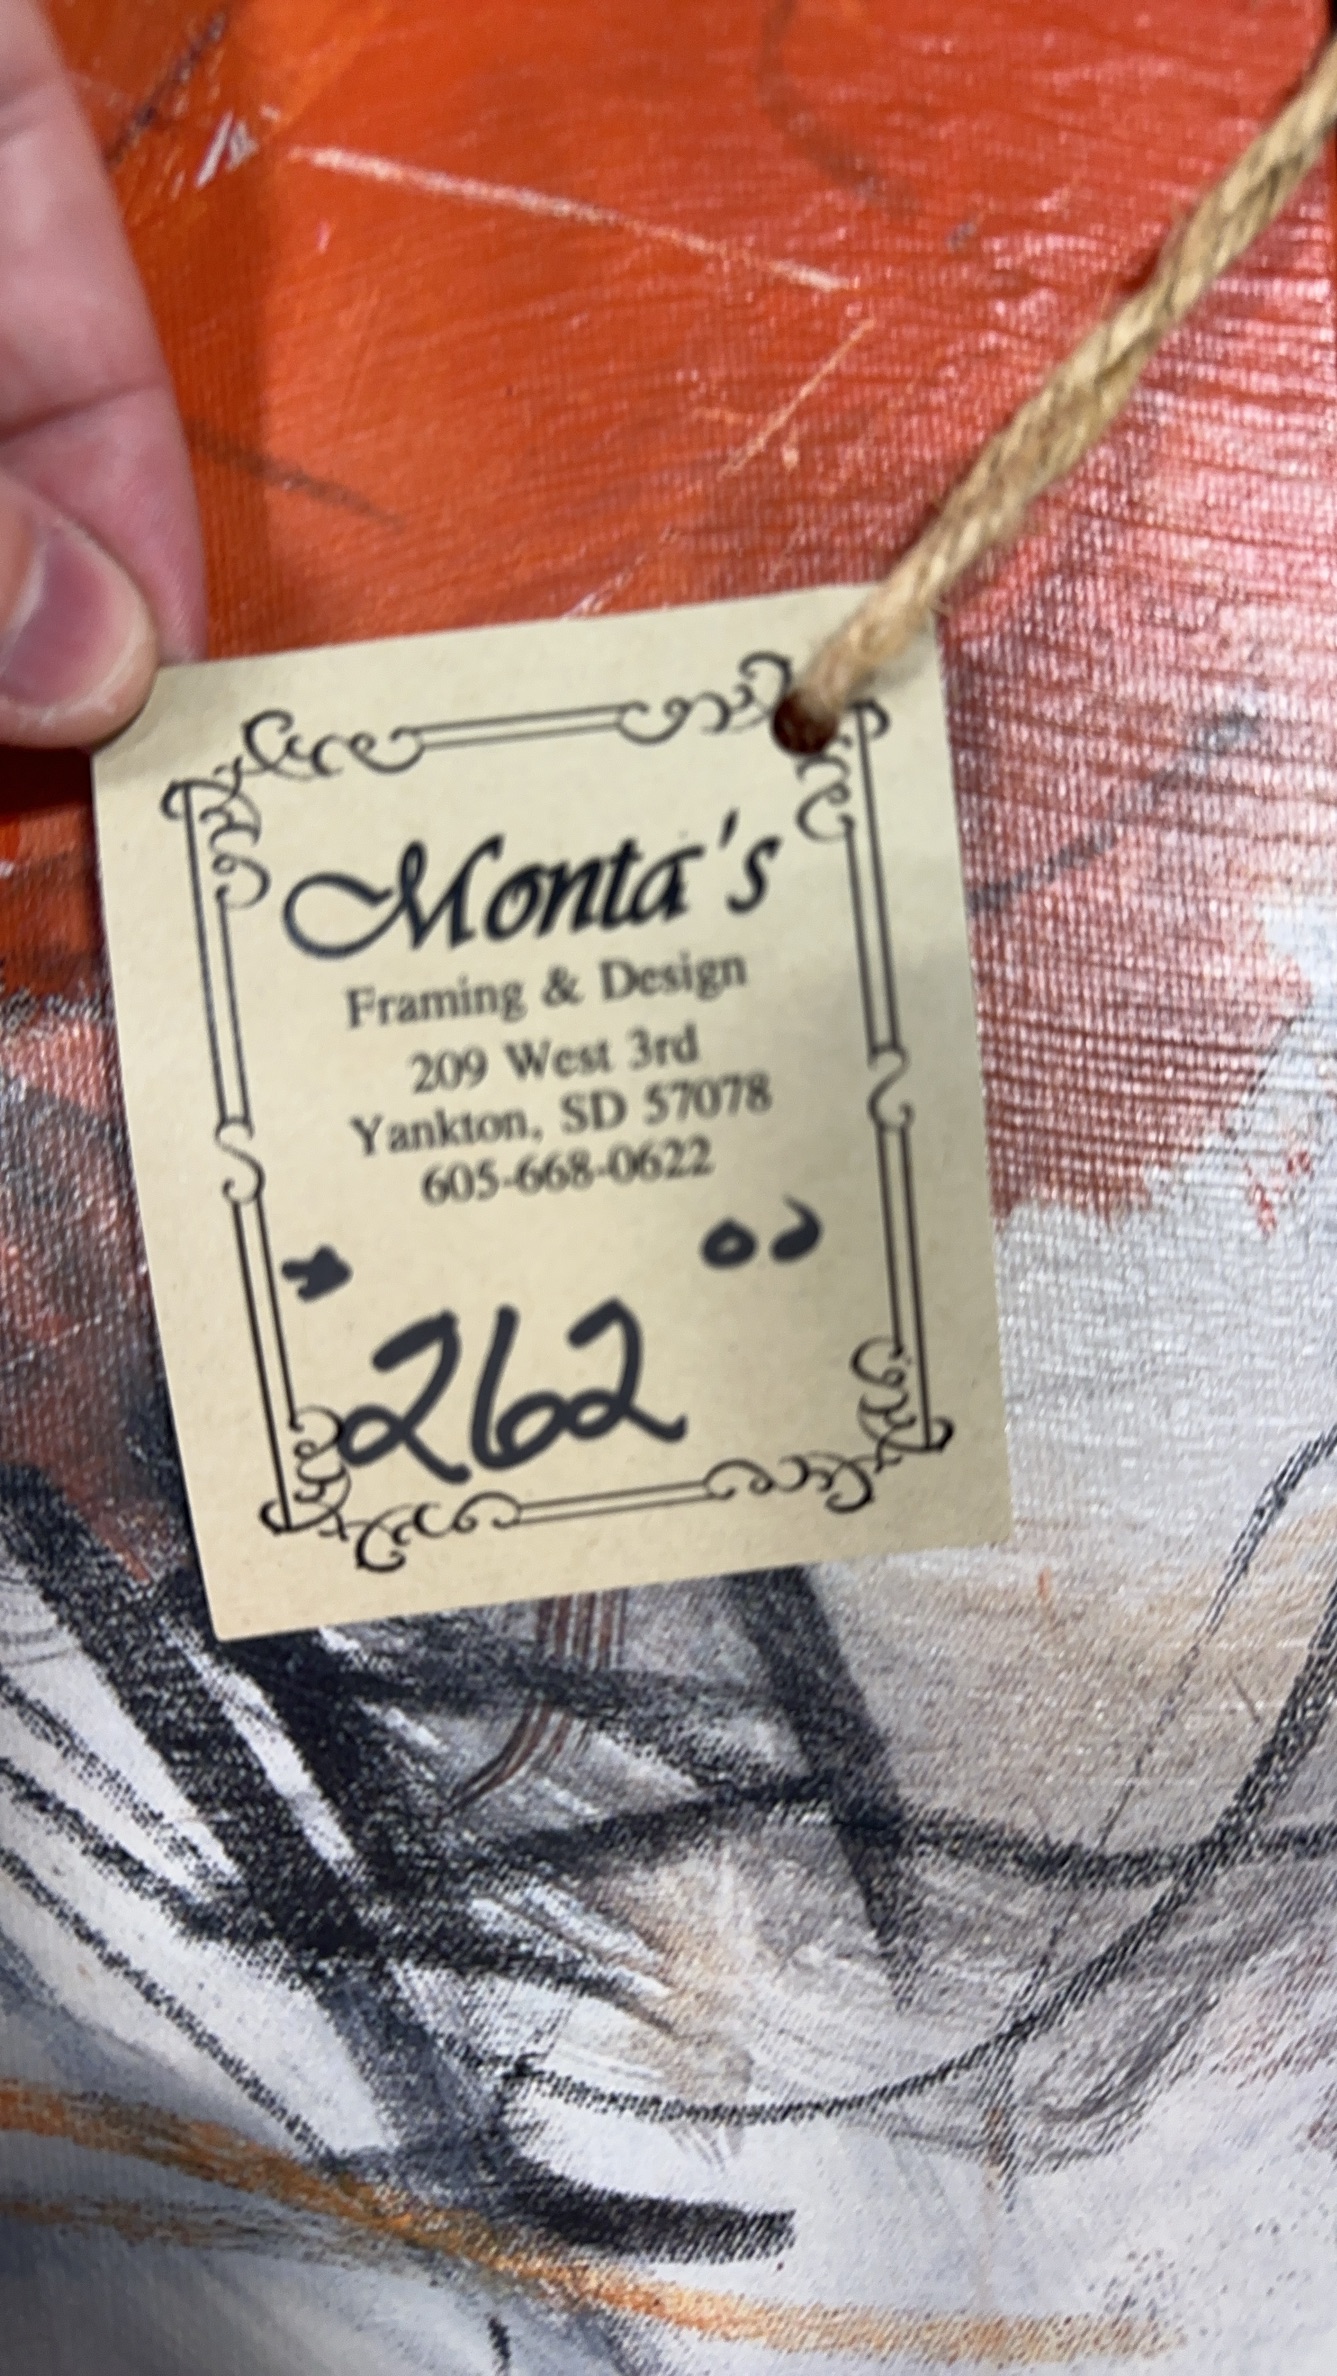 Monta's
Framing & Design
209 West 3rd
Yankton, SD 57078
605-668-0622
262 00